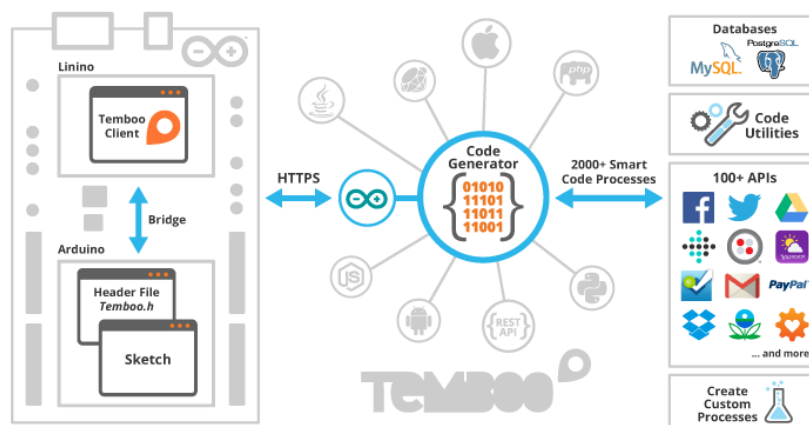 Linino
Temboo
Client
Bridge
Arduino
Header File
Temboo.h
Sketch
HTTPS
Code
Generator
01010
11101
11011
11001
php
JS
{REST
API}
2000+ Smart
Code Processes
TEMBOO
Databases
MySQL
PostgreSQL
Code
Utilities
100+ APIs
PayPal
... and more
Create
Custom
Processes